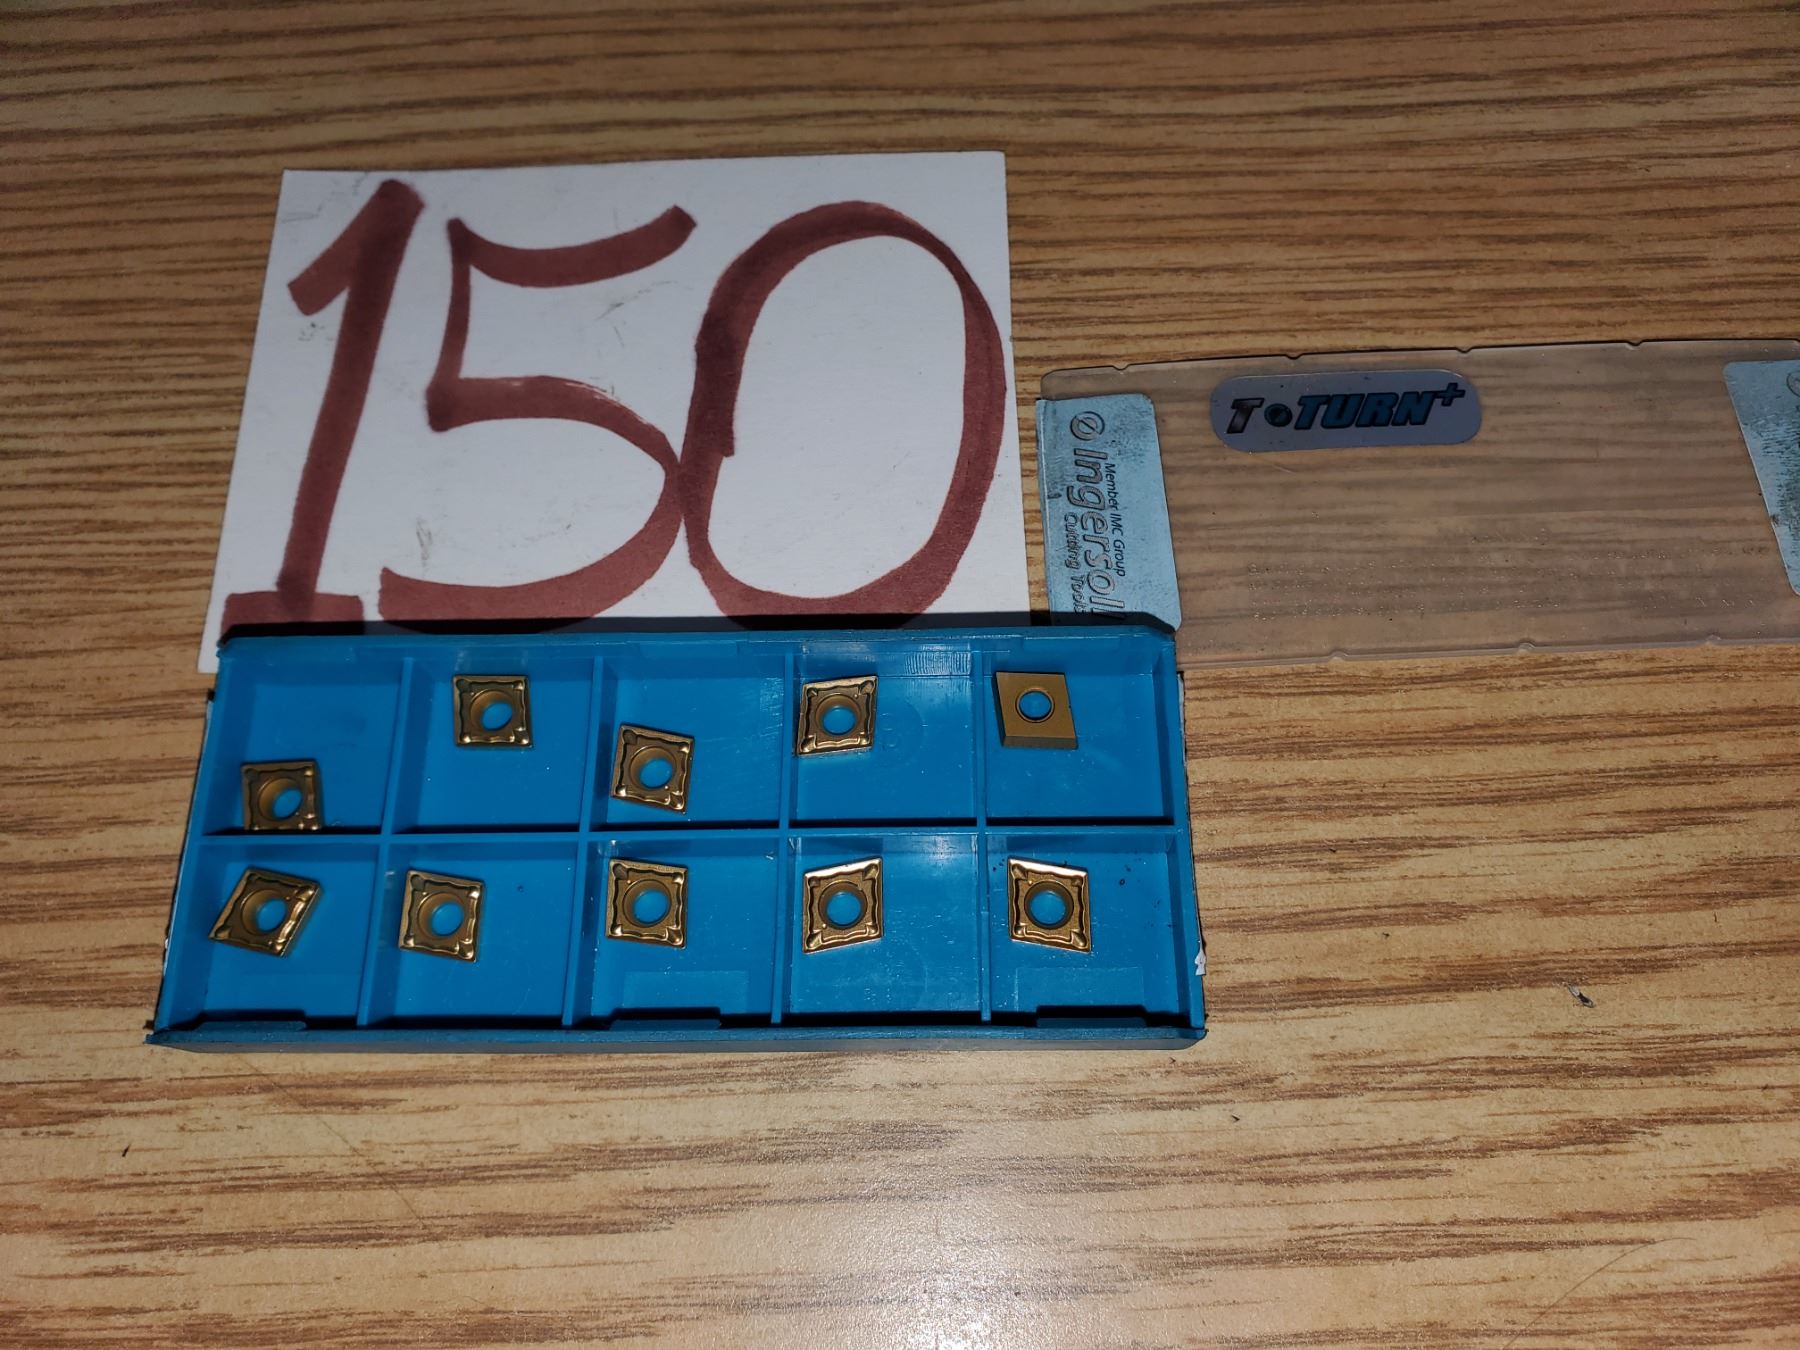 150
T•TURN+
Member IMC Group
Ingersoll
Cutting Tools